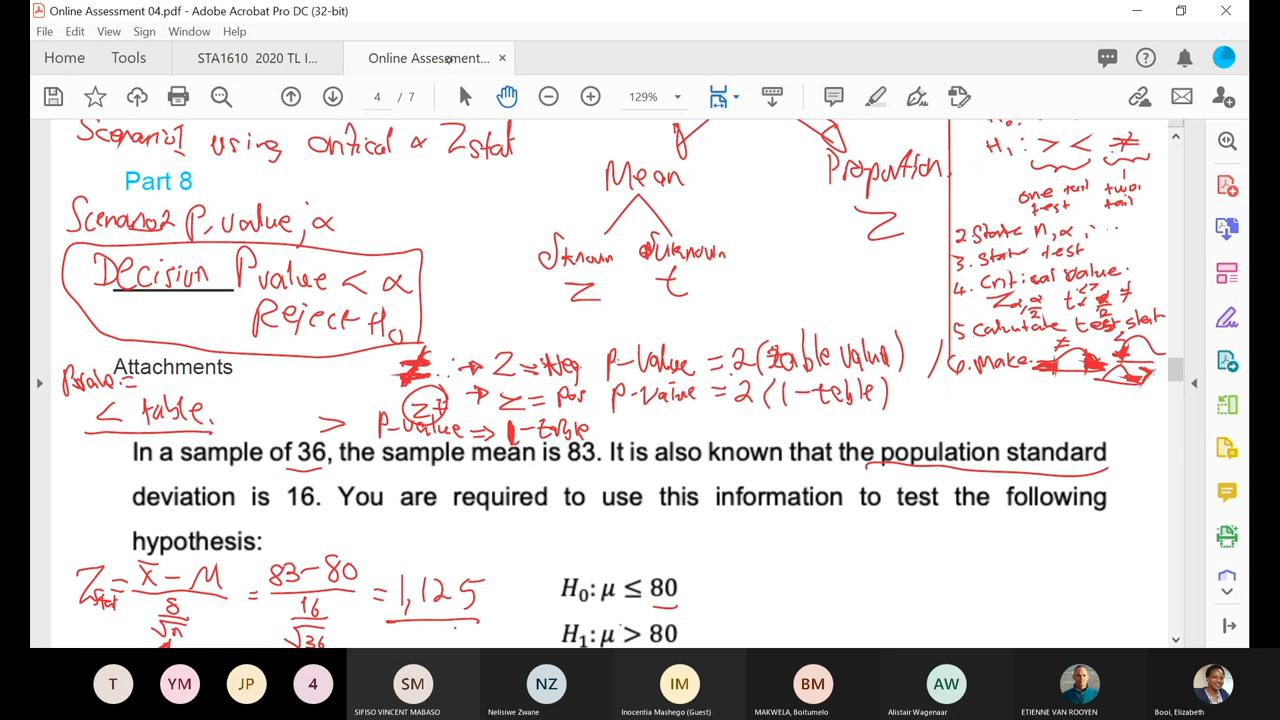 Online Assessment 04.pdf - Adobe Acrobat Pro DC (32-bit)
File Edit View Sign Window Help
Home Tools STA1610 2020 TL I... Online Assessment... ×
4 / 7 129%
Scenario1 using critical & Zstat
Part 8
Scenario2 P-value, α
Decision Pvalue < α
Reject H0
Mean
Proportion
Z
σ known σ unknown
Z t
H1: > < ≠
one tail test two tail
2 State n, α, ...
3. State test
4. Critical value.
5 Calculate test stat
6. Make
Attachments
< table.
→ Z = neg P-value = 2(table value)
→ Z = pos P-value = 2(1-table)
> P-value ⇒ 1-table
In a sample of 36, the sample mean is 83. It is also known that the population standard
deviation is 16. You are required to use this information to test the following
hypothesis:
Zstat = x̄ - M / 8/√n = 83-80 / 16/√36 = 1,125
H0: μ ≤ 80
H1: μ > 80
T YM JP 4 SM NZ IM BM AW
SIFISO VINCENT MABASO Nelisiwe Zwane Inocentia Mashego (Guest) MAKWELA, Boitumelo Alistair Wagenaar ETIENNE VAN ROOYEN Booi, Elizabeth